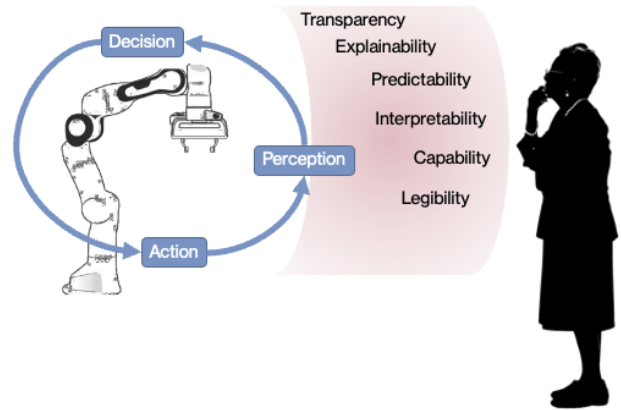 Transparency
Decision
Explainability
Predictability
Interpretability
Perception
Capability
Legibility
Action